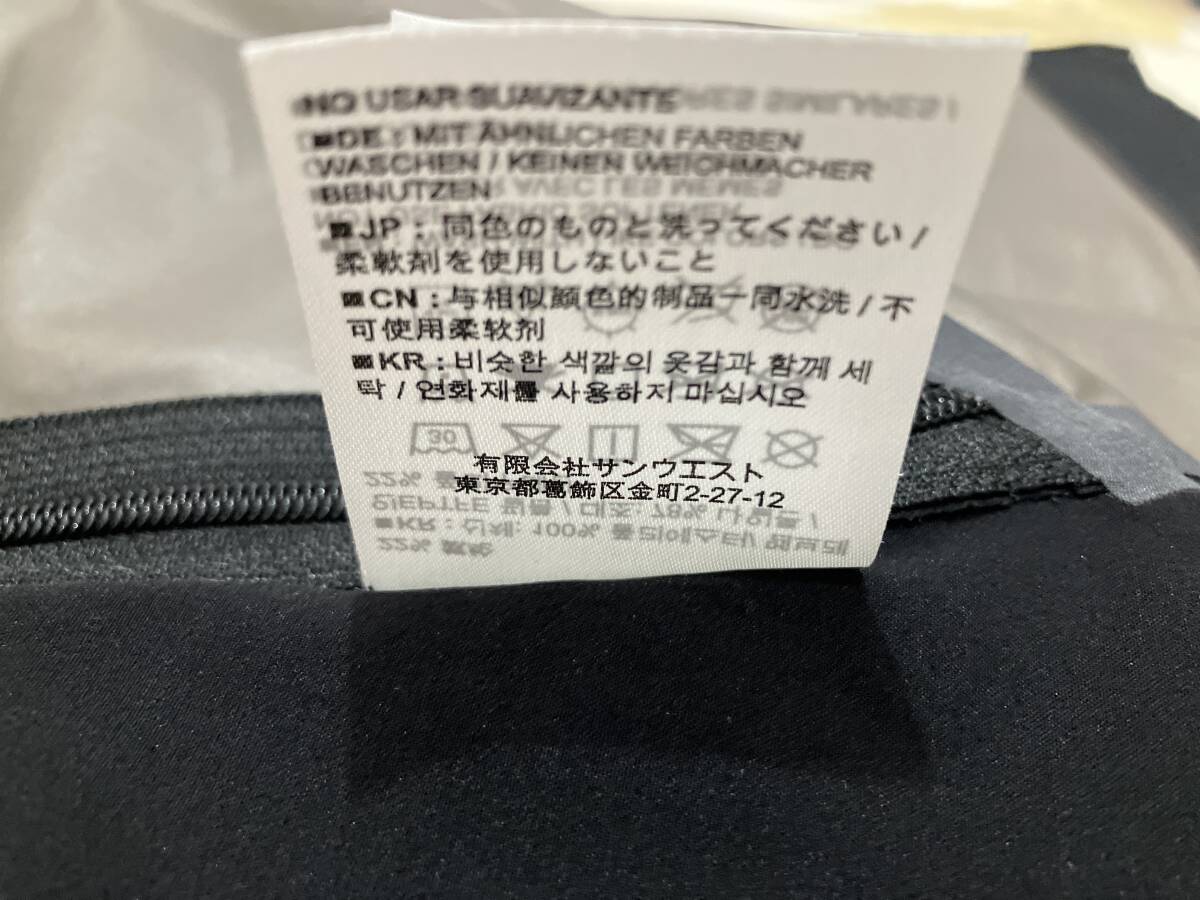 NO USAR SUAVIZANTE
DE : MIT ÄHNLICHEN FARBEN
WASCHEN / KEINEN WEICHMACHER
BENUTZEN
JP : 同色のものと洗ってください /
柔軟剤を使用しないこと
CN : 与相似颜色的制品一同水洗 / 不
可使用柔软剂
KR : 비슷한 색깔의 옷감과 함께 세
탁 / 연화제를 사용하지 마십시오
30
有限会社サンウエスト
東京都葛飾区金町2-27-12